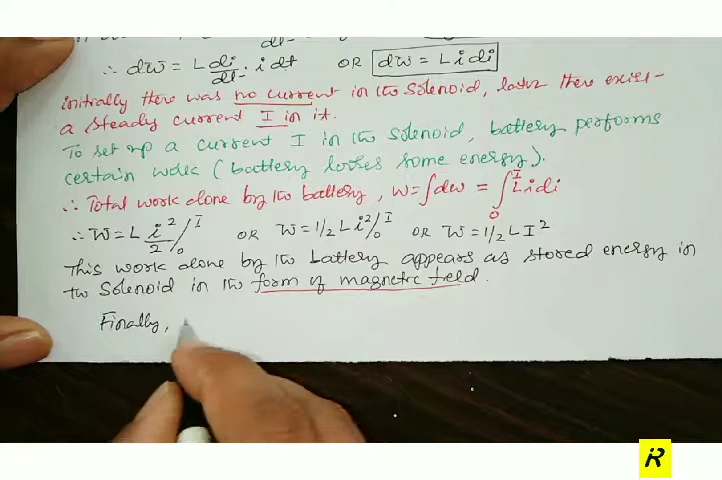 ∴ dw = L di/dt · i dt OR dw = L i di
initially there was no current in the solenoid, later there exist-
a steady current I in it.
To set up a current I in the solenoid, battery performs
certain work (battery looses some energy).
∴ Total work done by the battery, w = ∫dw = ∫₀ᴵ L i di
∴ W = L i²/2 /₀ᴵ OR W = 1/2 L i² /₀ᴵ OR W = 1/2 L I²
This work done by the battery appears as stored energy in
the solenoid in the form of magnetic field.
Finally,
R